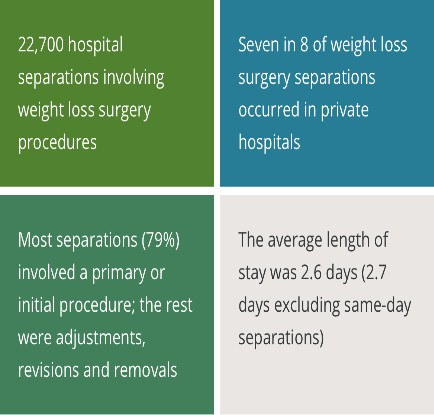 22,700 hospital
separations involving
weight loss surgery
procedures
Seven in 8 of weight loss
surgery separations
occurred in private
hospitals
Most separations (79%)
involved a primary or
initial procedure; the rest
were adjustments,
revisions and removals
The average length of
stay was 2.6 days (2.7
days excluding same-day
separations)